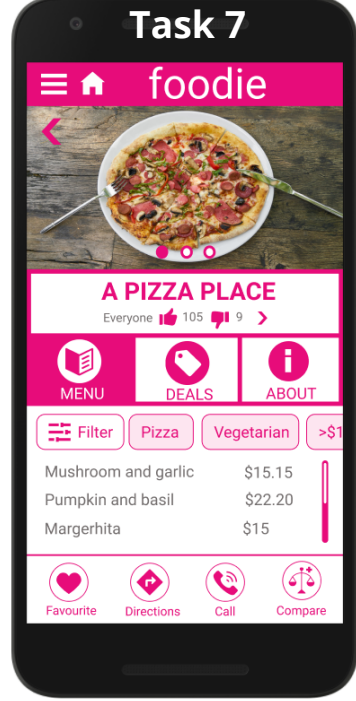 Task 7
foodie
A PIZZA PLACE
Everyone 105 9
MENU DEALS ABOUT
Filter Pizza Vegetarian >$1
Mushroom and garlic $15.15
Pumpkin and basil $22.20
Margerhita $15
Favourite Directions Call Compare